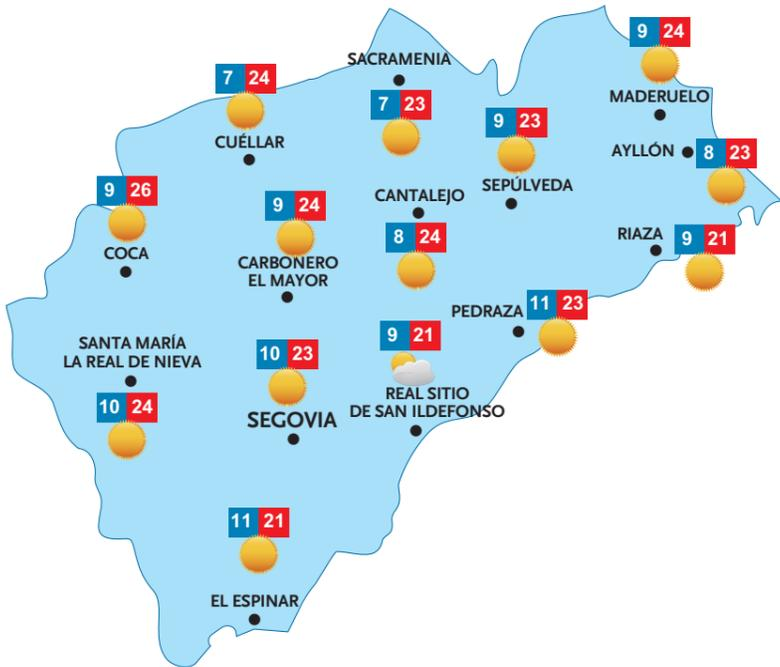 9 24
MADERUELO
SACRAMENIA
7 23
7 24
CUÉLLAR
9 23
SEPÚLVEDA
AYLLÓN
8 23
9 26
COCA
9 24
CARBONERO
EL MAYOR
CANTALEJO
8 24
RIAZA
9 21
PEDRAZA
11 23
SANTA MARÍA
LA REAL DE NIEVA
10 24
10 23
SEGOVIA
9 21
REAL SITIO
DE SAN ILDEFONSO
11 21
EL ESPINAR